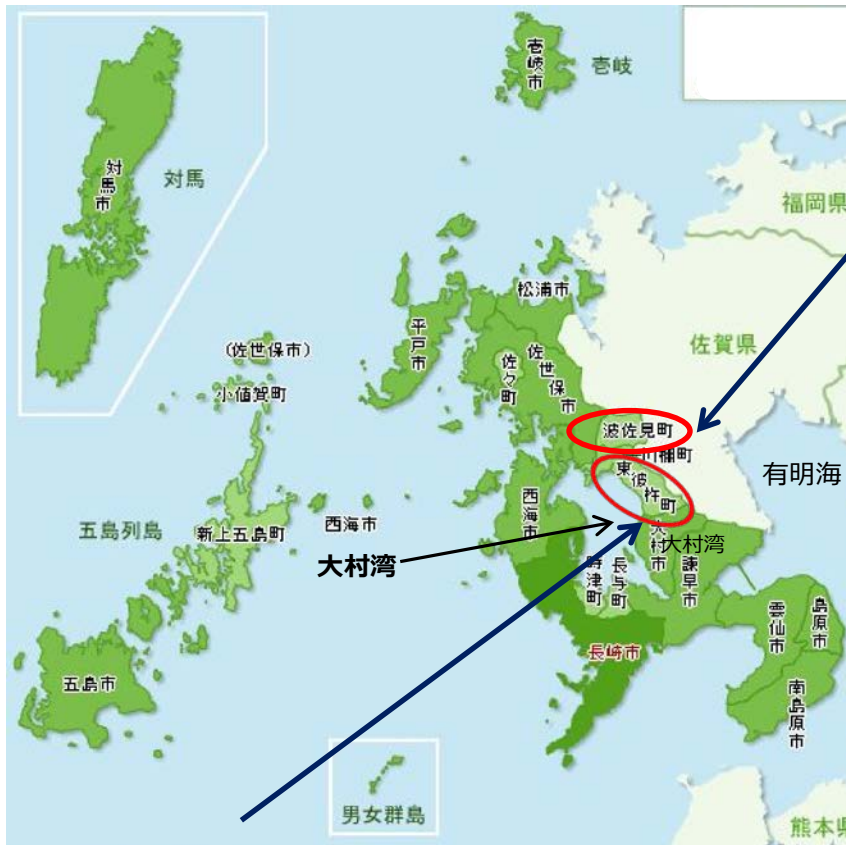 壱岐市
壱岐
対馬市
対馬
福岡県
松浦市
平戸市
佐賀県
(佐世保市)
佐々町
佐世保市
小値賀町
波佐見町
川棚町
東彼杵町
有明海
西海市
西海市
五島列島
新上五島町
大村湾
大村市
大村湾
諫早市
時津町
長与町
雲仙市
島原市
長崎市
五島市
南島原市
男女群島
熊本県